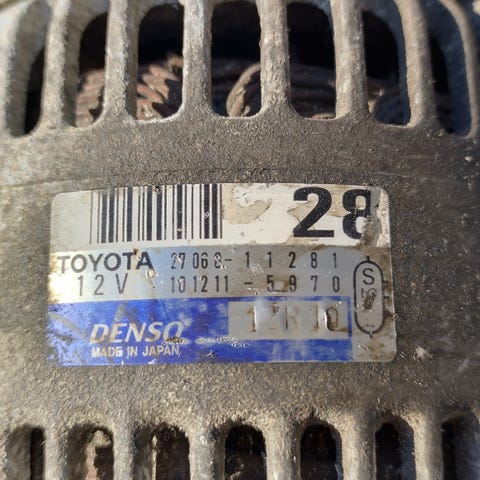 28
TOYOTA 27060-11281
12V 101211-5970
DENSO
MADE IN JAPAN
S